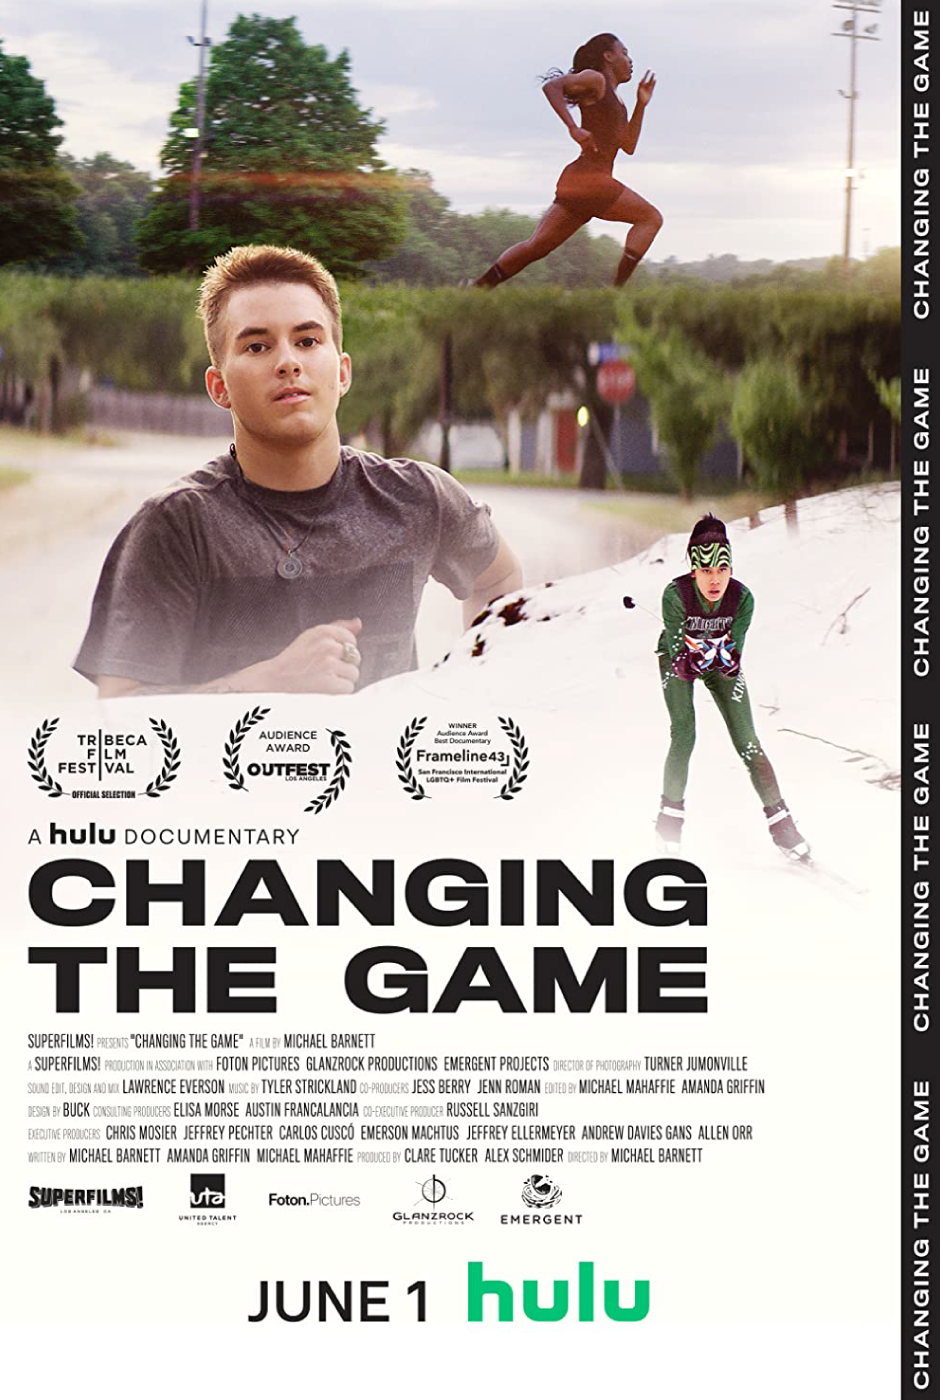 TRIBECA
FILM
FESTIVAL
OFFICIAL SELECTION
AUDIENCE
AWARD
OUTFEST
LOS ANGELES
WINNER
Audience Award
Best Documentary
Frameline43
San Francisco International
LGBTQ+ Film Festival
A hulu DOCUMENTARY
CHANGING
THE GAME
SUPERFILMS! PRESENTS "CHANGING THE GAME" A FILM BY MICHAEL BARNETT
A SUPERFILMS! PRODUCTION IN ASSOCIATION WITH FOTON PICTURES GLANZROCK PRODUCTIONS EMERGENT PROJECTS DIRECTOR OF PHOTOGRAPHY TURNER JUMONVILLE
SOUND EDIT, DESIGN AND MIX LAWRENCE EVERSON MUSIC BY TYLER STRICKLAND CO-PRODUCERS JESS BERRY JENN ROMAN EDITED BY MICHAEL MAHAFFIE AMANDA GRIFFIN
DESIGN BY BUCK CONSULTING PRODUCERS ELISA MORSE AUSTIN FRANCALANCIA CO-EXECUTIVE PRODUCER RUSSELL SANZGIRI
EXECUTIVE PRODUCERS CHRIS MOSIER JEFFREY PECHTER CARLOS CUSCÓ EMERSON MACHTUS JEFFREY ELLERMEYER ANDREW DAVIES GANS ALLEN ORR
WRITTEN BY MICHAEL BARNETT AMANDA GRIFFIN MICHAEL MAHAFFIE PRODUCED BY CLARE TUCKER ALEX SCHMIDER DIRECTED BY MICHAEL BARNETT
SUPERFILMS!
LOS ANGELES CA
uta
UNITED TALENT
AGENCY
Foton.Pictures
GLANZROCK
PRODUCTIONS
EMERGENT
JUNE 1 hulu
CHANGING THE GAME
CHANGING THE GAME
CHANGING THE GAME
CHANGING THE GAME